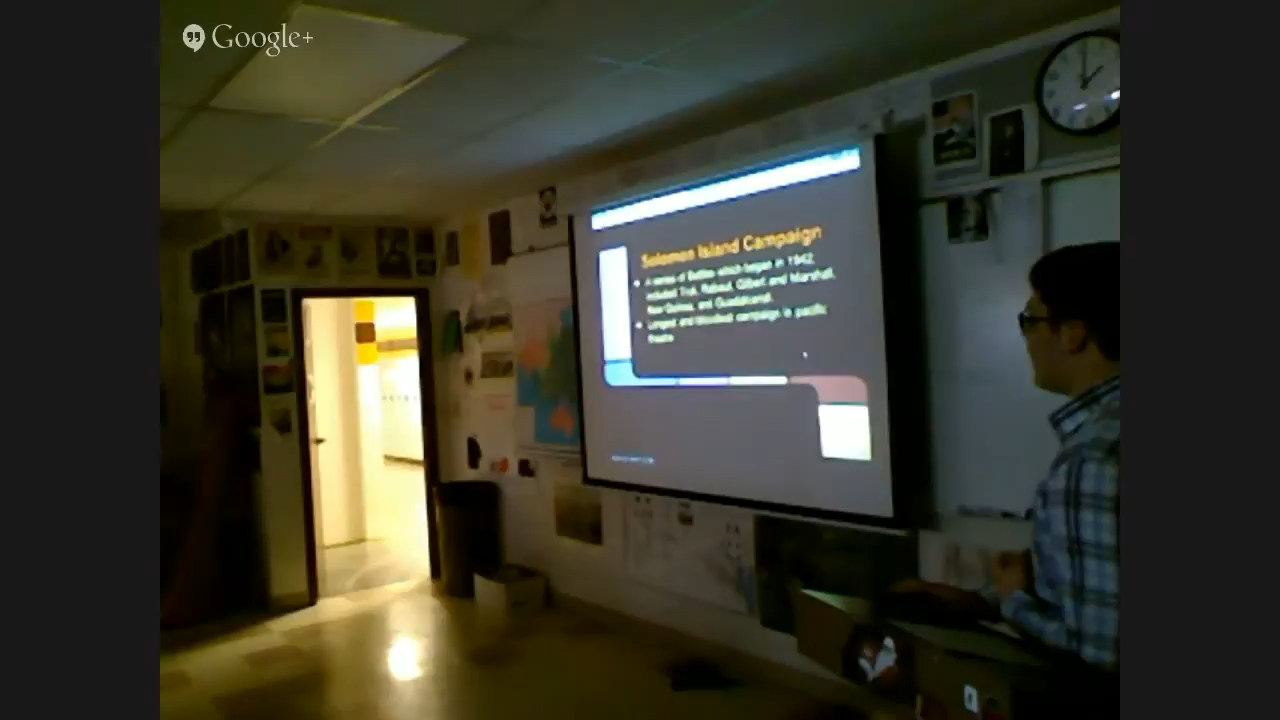 Google+
Solomon Island Campaign
A series of Battles which began in 1942,
included Truk, Rabaul, Gilbert and Marshall,
New Guinea, and Guadalcanal.
Longest and bloodiest campaign in pacific
theatre